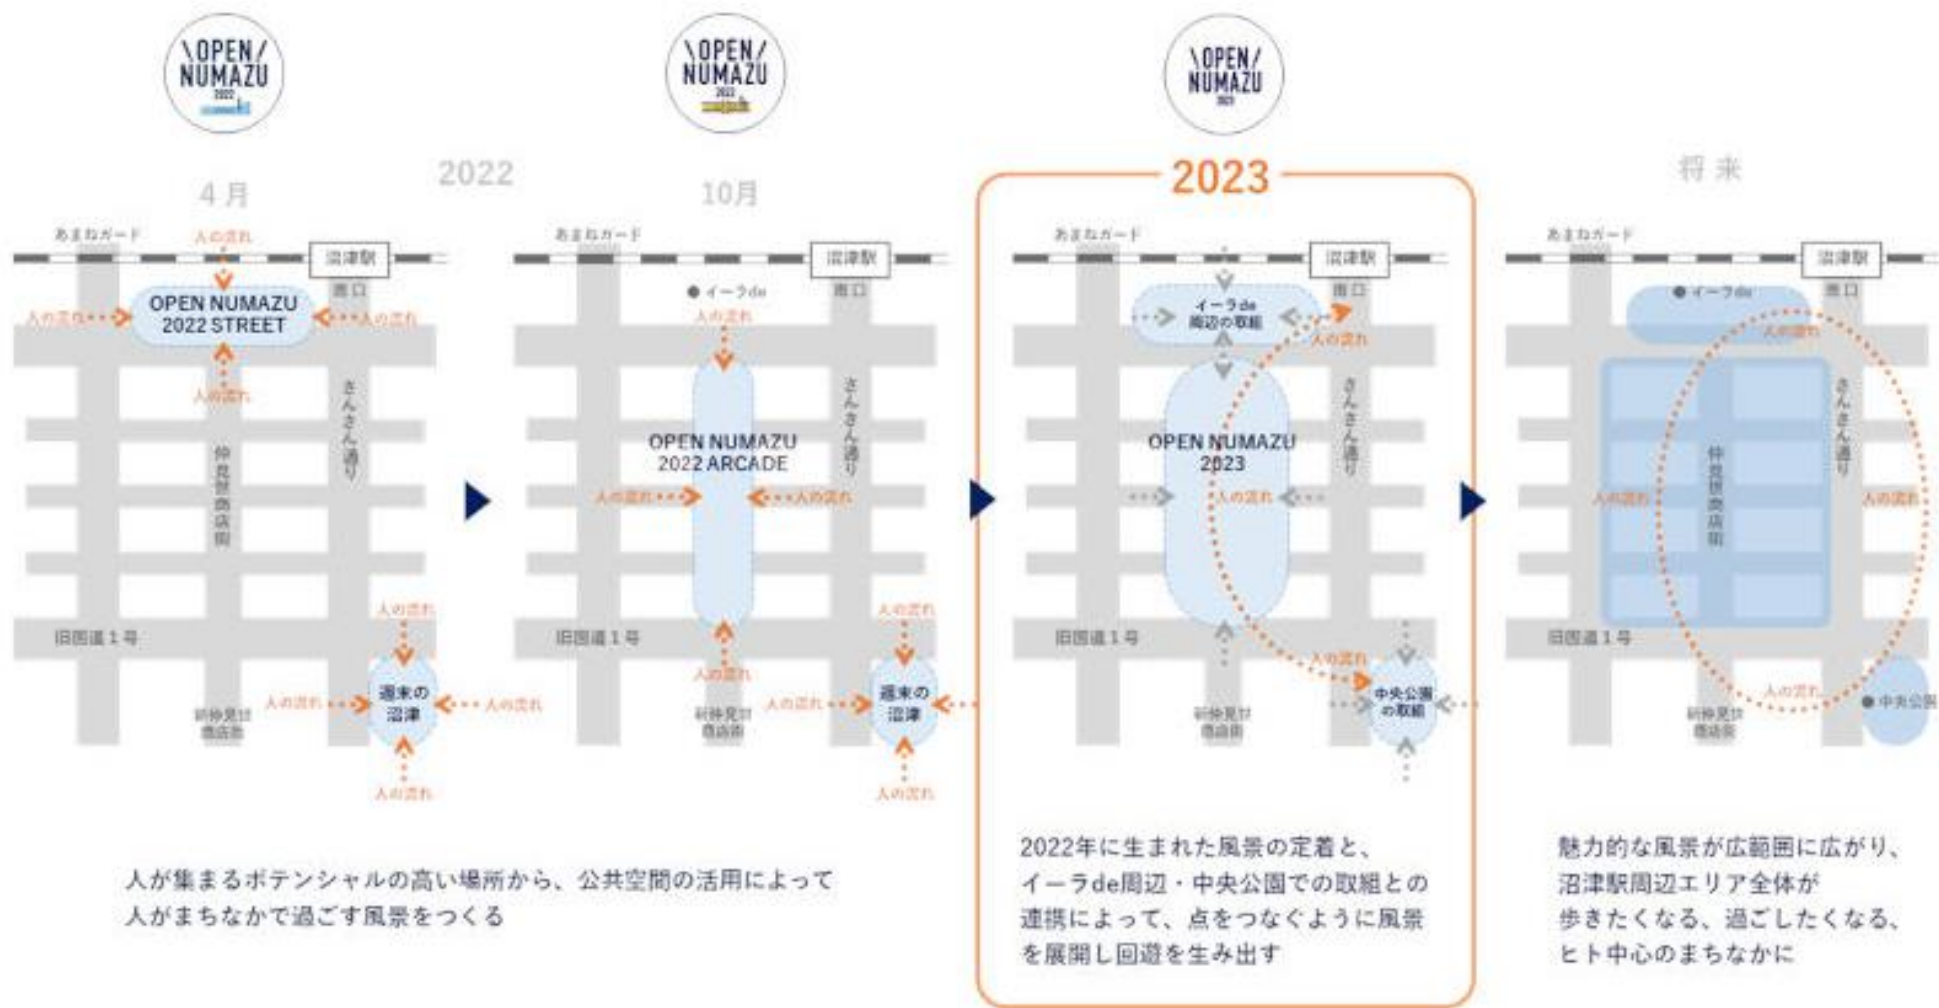 \OPEN/
NUMAZU
2022
\OPEN/
NUMAZU
2022
\OPEN/
NUMAZU
2023
2022
4月
10月
2023
将来
あまねガード
人の流れ
沼津駅
南口
OPEN NUMAZU
2022 STREET
人の流れ
人の流れ
人の流れ
さんさん通り
仲見世商店街
旧国道1号
人の流れ
週末の
沼津
人の流れ
人の流れ
人の流れ
新仲見世
商店街
あまねガード
沼津駅
南口
イーラde
人の流れ
さんさん通り
OPEN NUMAZU
2022 ARCADE
人の流れ
人の流れ
旧国道1号
人の流れ
人の流れ
人の流れ
週末の
沼津
人の流れ
新仲見世
商店街
あまねガード
沼津駅
南口
イーラde
周辺の取組
人の流れ
さんさん通り
OPEN NUMAZU
2023
人の流れ
旧国道1号
人の流れ
中央公園
の取組
新仲見世
商店街
あまねガード
沼津駅
南口
イーラde
人の流れ
さんさん通り
仲見世商店街
人の流れ
人の流れ
旧国道1号
人の流れ
中央公園
新仲見世
商店街
人が集まるポテンシャルの高い場所から、公共空間の活用によって
人がまちなかで過ごす風景をつくる
2022年に生まれた風景の定着と、
イーラde周辺・中央公園での取組との
連携によって、点をつなぐように風景
を展開し回遊を生み出す
魅力的な風景が広範囲に広がり、
沼津駅周辺エリア全体が
歩きたくなる、過ごしたくなる、
ヒト中心のまちなかに